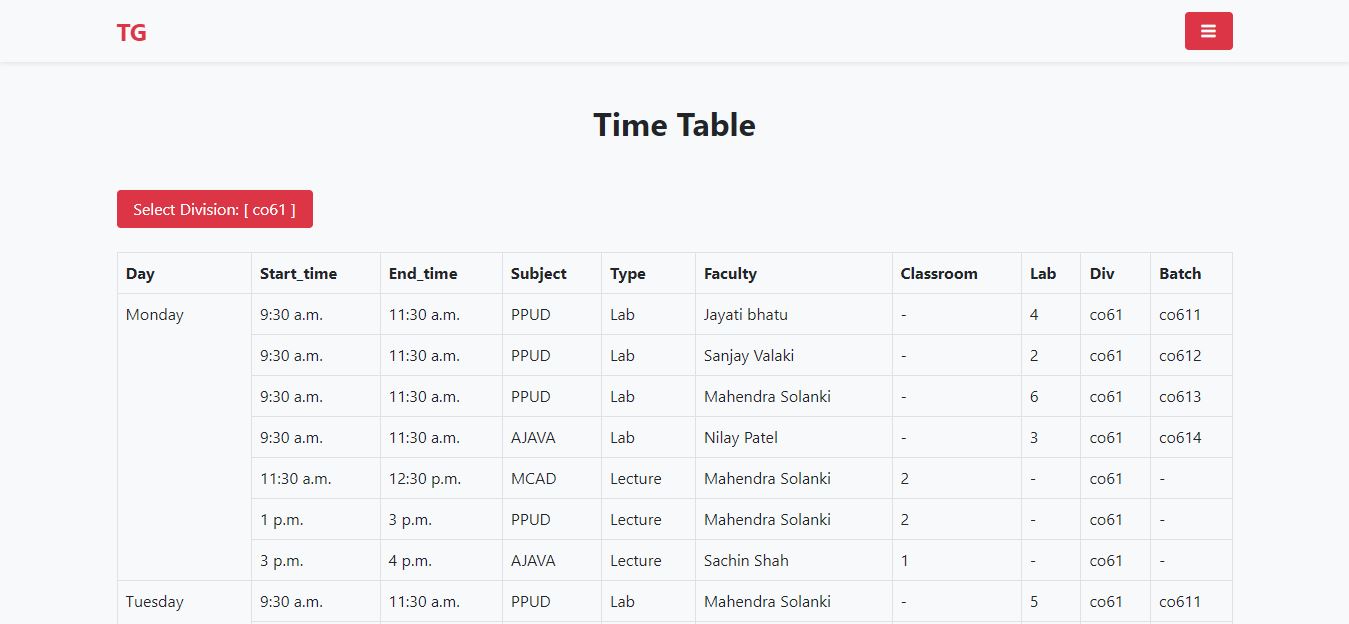 TG
Time Table
Select Division: [ co61 ]
Day Start_time End_time Subject Type Faculty Classroom Lab Div Batch
Monday 9:30 a.m. 11:30 a.m. PPUD Lab Jayati bhatu - 4 co61 co611
9:30 a.m. 11:30 a.m. PPUD Lab Sanjay Valaki - 2 co61 co612
9:30 a.m. 11:30 a.m. PPUD Lab Mahendra Solanki - 6 co61 co613
9:30 a.m. 11:30 a.m. AJAVA Lab Nilay Patel - 3 co61 co614
11:30 a.m. 12:30 p.m. MCAD Lecture Mahendra Solanki 2 - co61 -
1 p.m. 3 p.m. PPUD Lecture Mahendra Solanki 2 - co61 -
3 p.m. 4 p.m. AJAVA Lecture Sachin Shah 1 - co61 -
Tuesday 9:30 a.m. 11:30 a.m. PPUD Lab Mahendra Solanki - 5 co61 co611